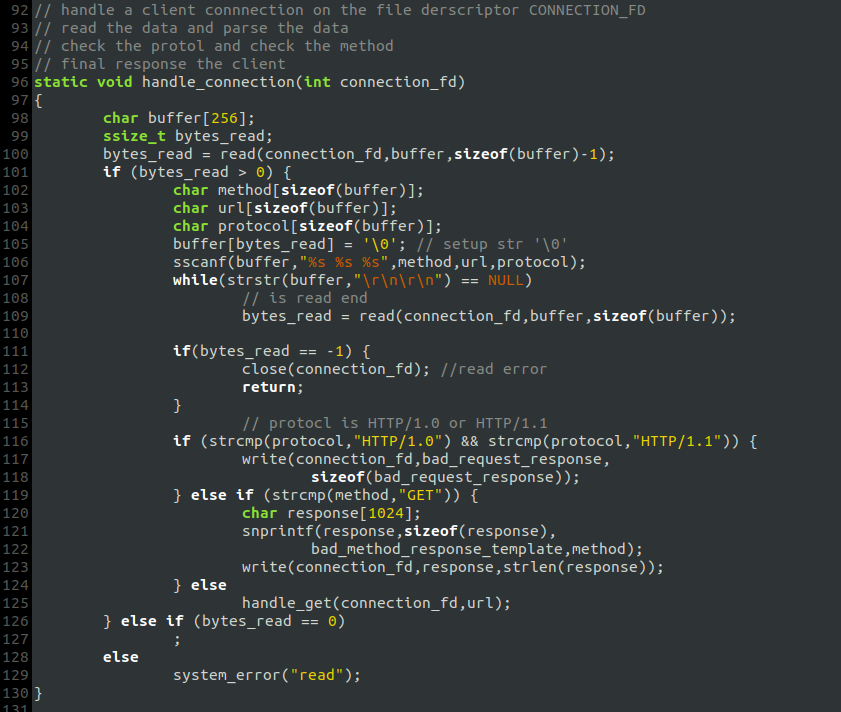 92 // handle a client connnection on the file derscriptor CONNECTION_FD
93 // read the data and parse the data
94 // check the protol and check the method
95 // final response the client
96 static void handle_connection(int connection_fd)
97 {
98         char buffer[256];
99         ssize_t bytes_read;
100         bytes_read = read(connection_fd,buffer,sizeof(buffer)-1);
101         if (bytes_read > 0) {
102                 char method[sizeof(buffer)];
103                 char url[sizeof(buffer)];
104                 char protocol[sizeof(buffer)];
105                 buffer[bytes_read] = '\0'; // setup str '\0'
106                 sscanf(buffer,"%s %s %s",method,url,protocol);
107                 while(strstr(buffer,"\r\n\r\n") == NULL)
108                         // is read end
109                         bytes_read = read(connection_fd,buffer,sizeof(buffer));
110
111                 if(bytes_read == -1) {
112                         close(connection_fd); //read error
113                         return;
114                 }
115                         // protocl is HTTP/1.0 or HTTP/1.1
116                 if (strcmp(protocol,"HTTP/1.0") && strcmp(protocol,"HTTP/1.1")) {
117                         write(connection_fd,bad_request_response,
118                                 sizeof(bad_request_response));
119                 } else if (strcmp(method,"GET")) {
120                         char response[1024];
121                         snprintf(response,sizeof(response),
122                                 bad_method_response_template,method);
123                         write(connection_fd,response,strlen(response));
124                 } else
125                         handle_get(connection_fd,url);
126         } else if (bytes_read == 0)
127                 ;
128         else
129                 system_error("read");
130 }
131